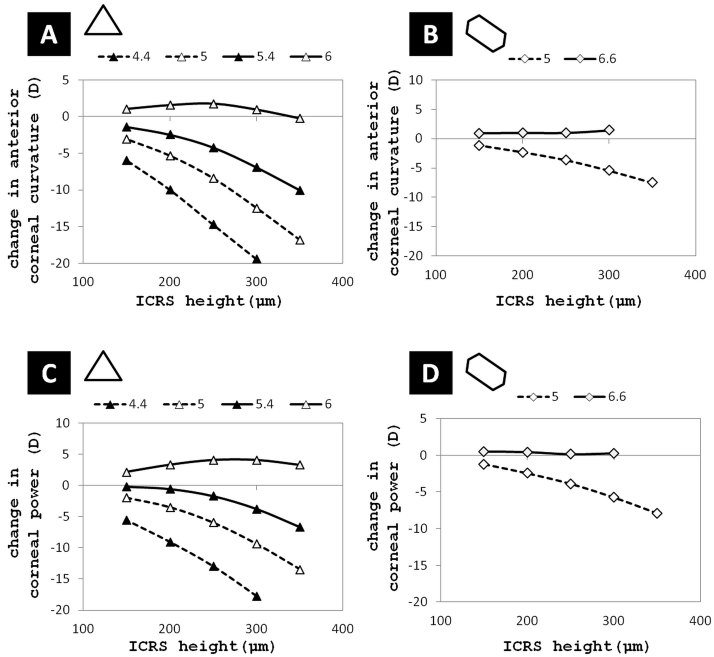 A
4.4 5 5.4 6
change in anterior
corneal curvature (D)
5
0
-5
-10
-15
-20
100 200 300 400
ICRS height(μm)
B
5 6.6
change in anterior
corneal curvature (D)
10
5
0
-5
-10
-15
-20
100 200 300 400
ICRS height(μm)
C
4.4 5 5.4 6
change in
corneal power (D)
10
5
0
-5
-10
-15
-20
100 200 300 400
ICRS height(μm)
D
5 6.6
change in
corneal power (D)
5
0
-5
-10
-15
-20
100 200 300 400
ICRS height(μm)